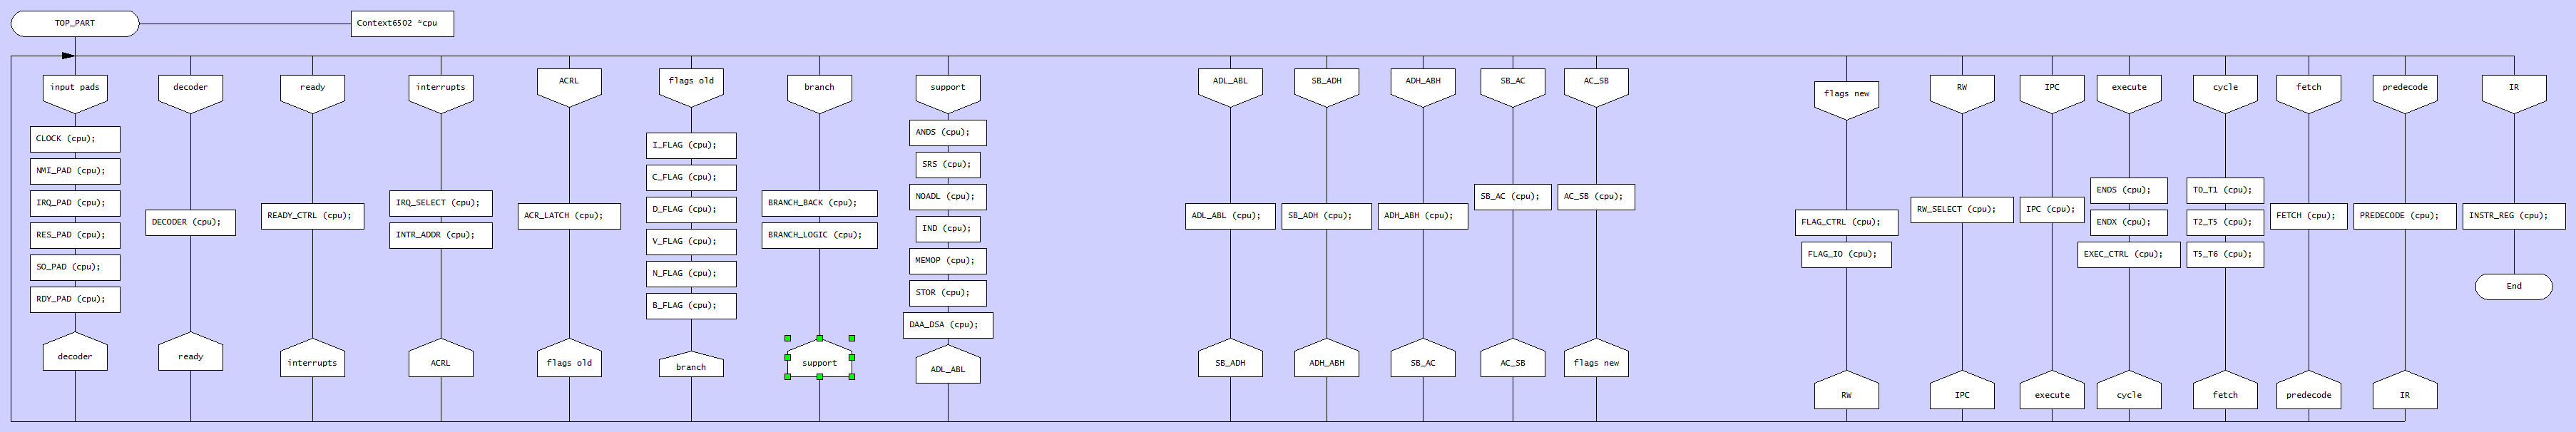 TOP_PART
Context6502 *cpu
input pads
CLOCK (cpu);
NMI_PAD (cpu);
IRQ_PAD (cpu);
RES_PAD (cpu);
SO_PAD (cpu);
RDY_PAD (cpu);
decoder
decoder
DECODER (cpu);
ready
ready
READY_CTRL (cpu);
interrupts
interrupts
IRQ_SELECT (cpu);
INTR_ADDR (cpu);
ACRL
ACRL
ACR_LATCH (cpu);
flags old
flags old
I_FLAG (cpu);
C_FLAG (cpu);
D_FLAG (cpu);
V_FLAG (cpu);
N_FLAG (cpu);
B_FLAG (cpu);
branch
branch
BRANCH_BACK (cpu);
BRANCH_LOGIC (cpu);
support
support
ANDS (cpu);
SRS (cpu);
NOADL (cpu);
IND (cpu);
MEMOP (cpu);
STOR (cpu);
DAA_DSA (cpu);
ADL_ABL
ADL_ABL
ADL_ABL (cpu);
SB_ADH
SB_ADH
SB_ADH (cpu);
ADH_ABH
ADH_ABH
ADH_ABH (cpu);
SB_AC
SB_AC
SB_AC (cpu);
AC_SB
AC_SB
AC_SB (cpu);
flags new
flags new
FLAG_CTRL (cpu);
FLAG_IO (cpu);
RW
RW
RW_SELECT (cpu);
IPC
IPC
IPC (cpu);
execute
execute
ENDS (cpu);
ENDX (cpu);
EXEC_CTRL (cpu);
cycle
cycle
T0_T1 (cpu);
T2_T5 (cpu);
T5_T6 (cpu);
fetch
fetch
FETCH (cpu);
predecode
predecode
PREDECODE (cpu);
IR
IR
INSTR_REG (cpu);
End